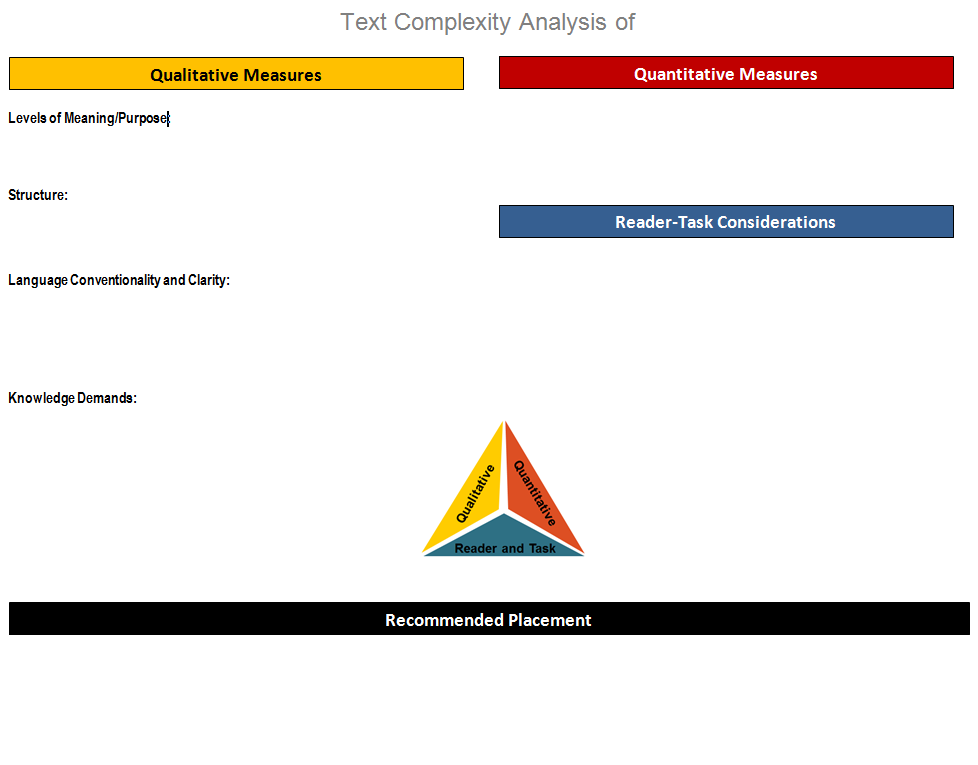 Text Complexity Analysis of
Qualitative Measures
Quantitative Measures
Levels of Meaning/Purpose:
Structure:
Reader-Task Considerations
Language Conventionality and Clarity:
Knowledge Demands:
Qualitative
Quantitative
Reader and Task
Recommended Placement